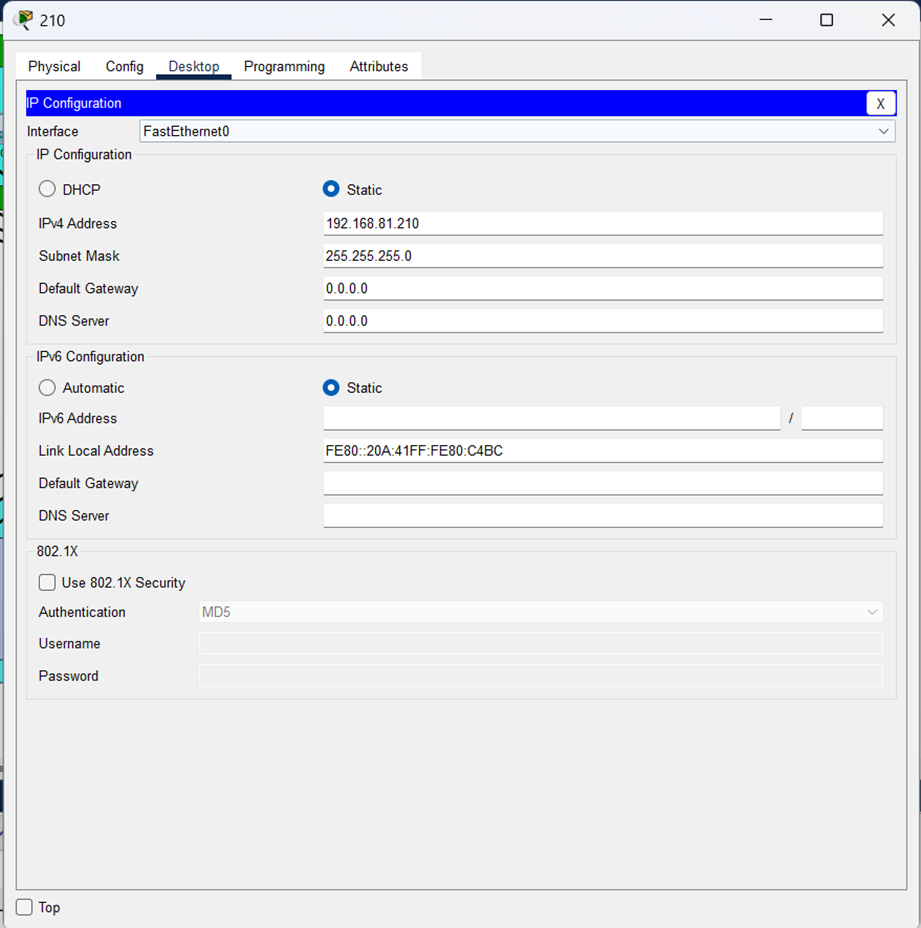 210
Physical Config Desktop Programming Attributes
IP Configuration X
Interface FastEthernet0
IP Configuration
DHCP Static
IPv4 Address 192.168.81.210
Subnet Mask 255.255.255.0
Default Gateway 0.0.0.0
DNS Server 0.0.0.0
IPv6 Configuration
Automatic Static
IPv6 Address /
Link Local Address FE80::20A:41FF:FE80:C4BC
Default Gateway
DNS Server
802.1X
Use 802.1X Security
Authentication MD5
Username
Password
Top